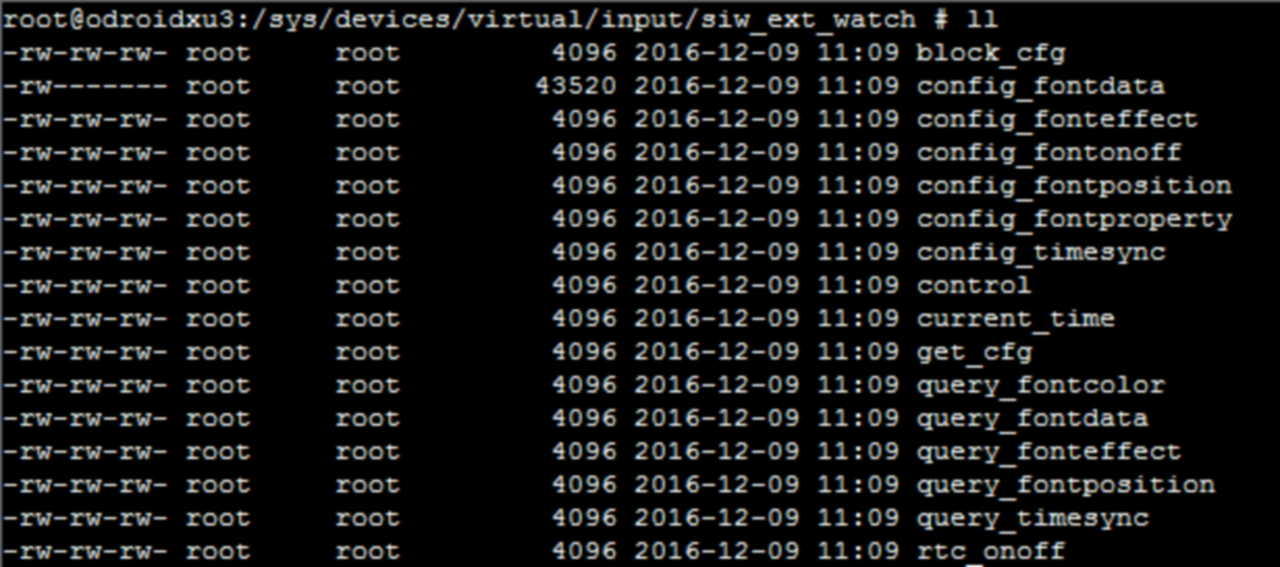 root@odroidxu3:/sys/devices/virtual/input/siw_ext_watch # ll
-rw-rw-rw- root     root         4096 2016-12-09 11:09 block_cfg
-rw------- root     root        43520 2016-12-09 11:09 config_fontdata
-rw-rw-rw- root     root         4096 2016-12-09 11:09 config_fonteffect
-rw-rw-rw- root     root         4096 2016-12-09 11:09 config_fontonoff
-rw-rw-rw- root     root         4096 2016-12-09 11:09 config_fontposition
-rw-rw-rw- root     root         4096 2016-12-09 11:09 config_fontproperty
-rw-rw-rw- root     root         4096 2016-12-09 11:09 config_timesync
-rw-rw-rw- root     root         4096 2016-12-09 11:09 control
-rw-rw-rw- root     root         4096 2016-12-09 11:09 current_time
-rw-rw-rw- root     root         4096 2016-12-09 11:09 get_cfg
-rw-rw-rw- root     root         4096 2016-12-09 11:09 query_fontcolor
-rw-rw-rw- root     root         4096 2016-12-09 11:09 query_fontdata
-rw-rw-rw- root     root         4096 2016-12-09 11:09 query_fonteffect
-rw-rw-rw- root     root         4096 2016-12-09 11:09 query_fontposition
-rw-rw-rw- root     root         4096 2016-12-09 11:09 query_timesync
-rw-rw-rw- root     root         4096 2016-12-09 11:09 rtc_onoff